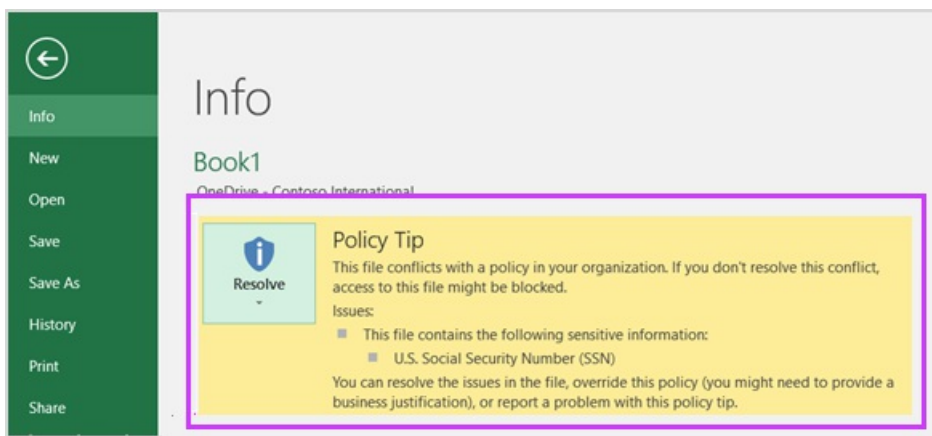 Info
New
Open
Save
Save As
History
Print
Share
Info
Book1
OneDrive - Contoso International
Resolve
Policy Tip
This file conflicts with a policy in your organization. If you don't resolve this conflict,
access to this file might be blocked.
Issues:
This file contains the following sensitive information:
U.S. Social Security Number (SSN)
You can resolve the issues in the file, override this policy (you might need to provide a
business justification), or report a problem with this policy tip.